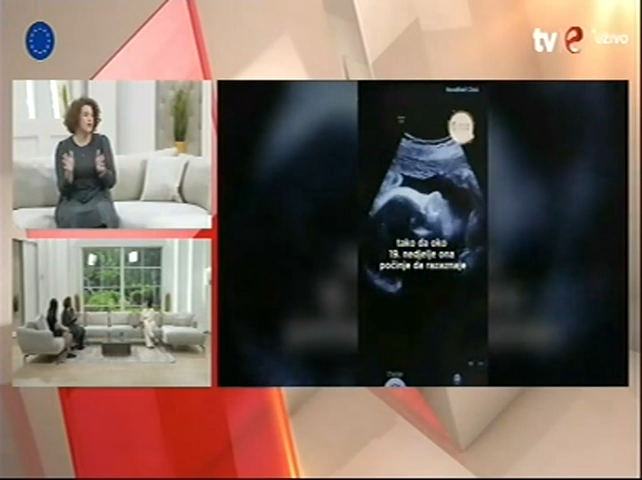 tv e
uživo
tako da oko
19. nedjelje ona
počinje da razaznaje